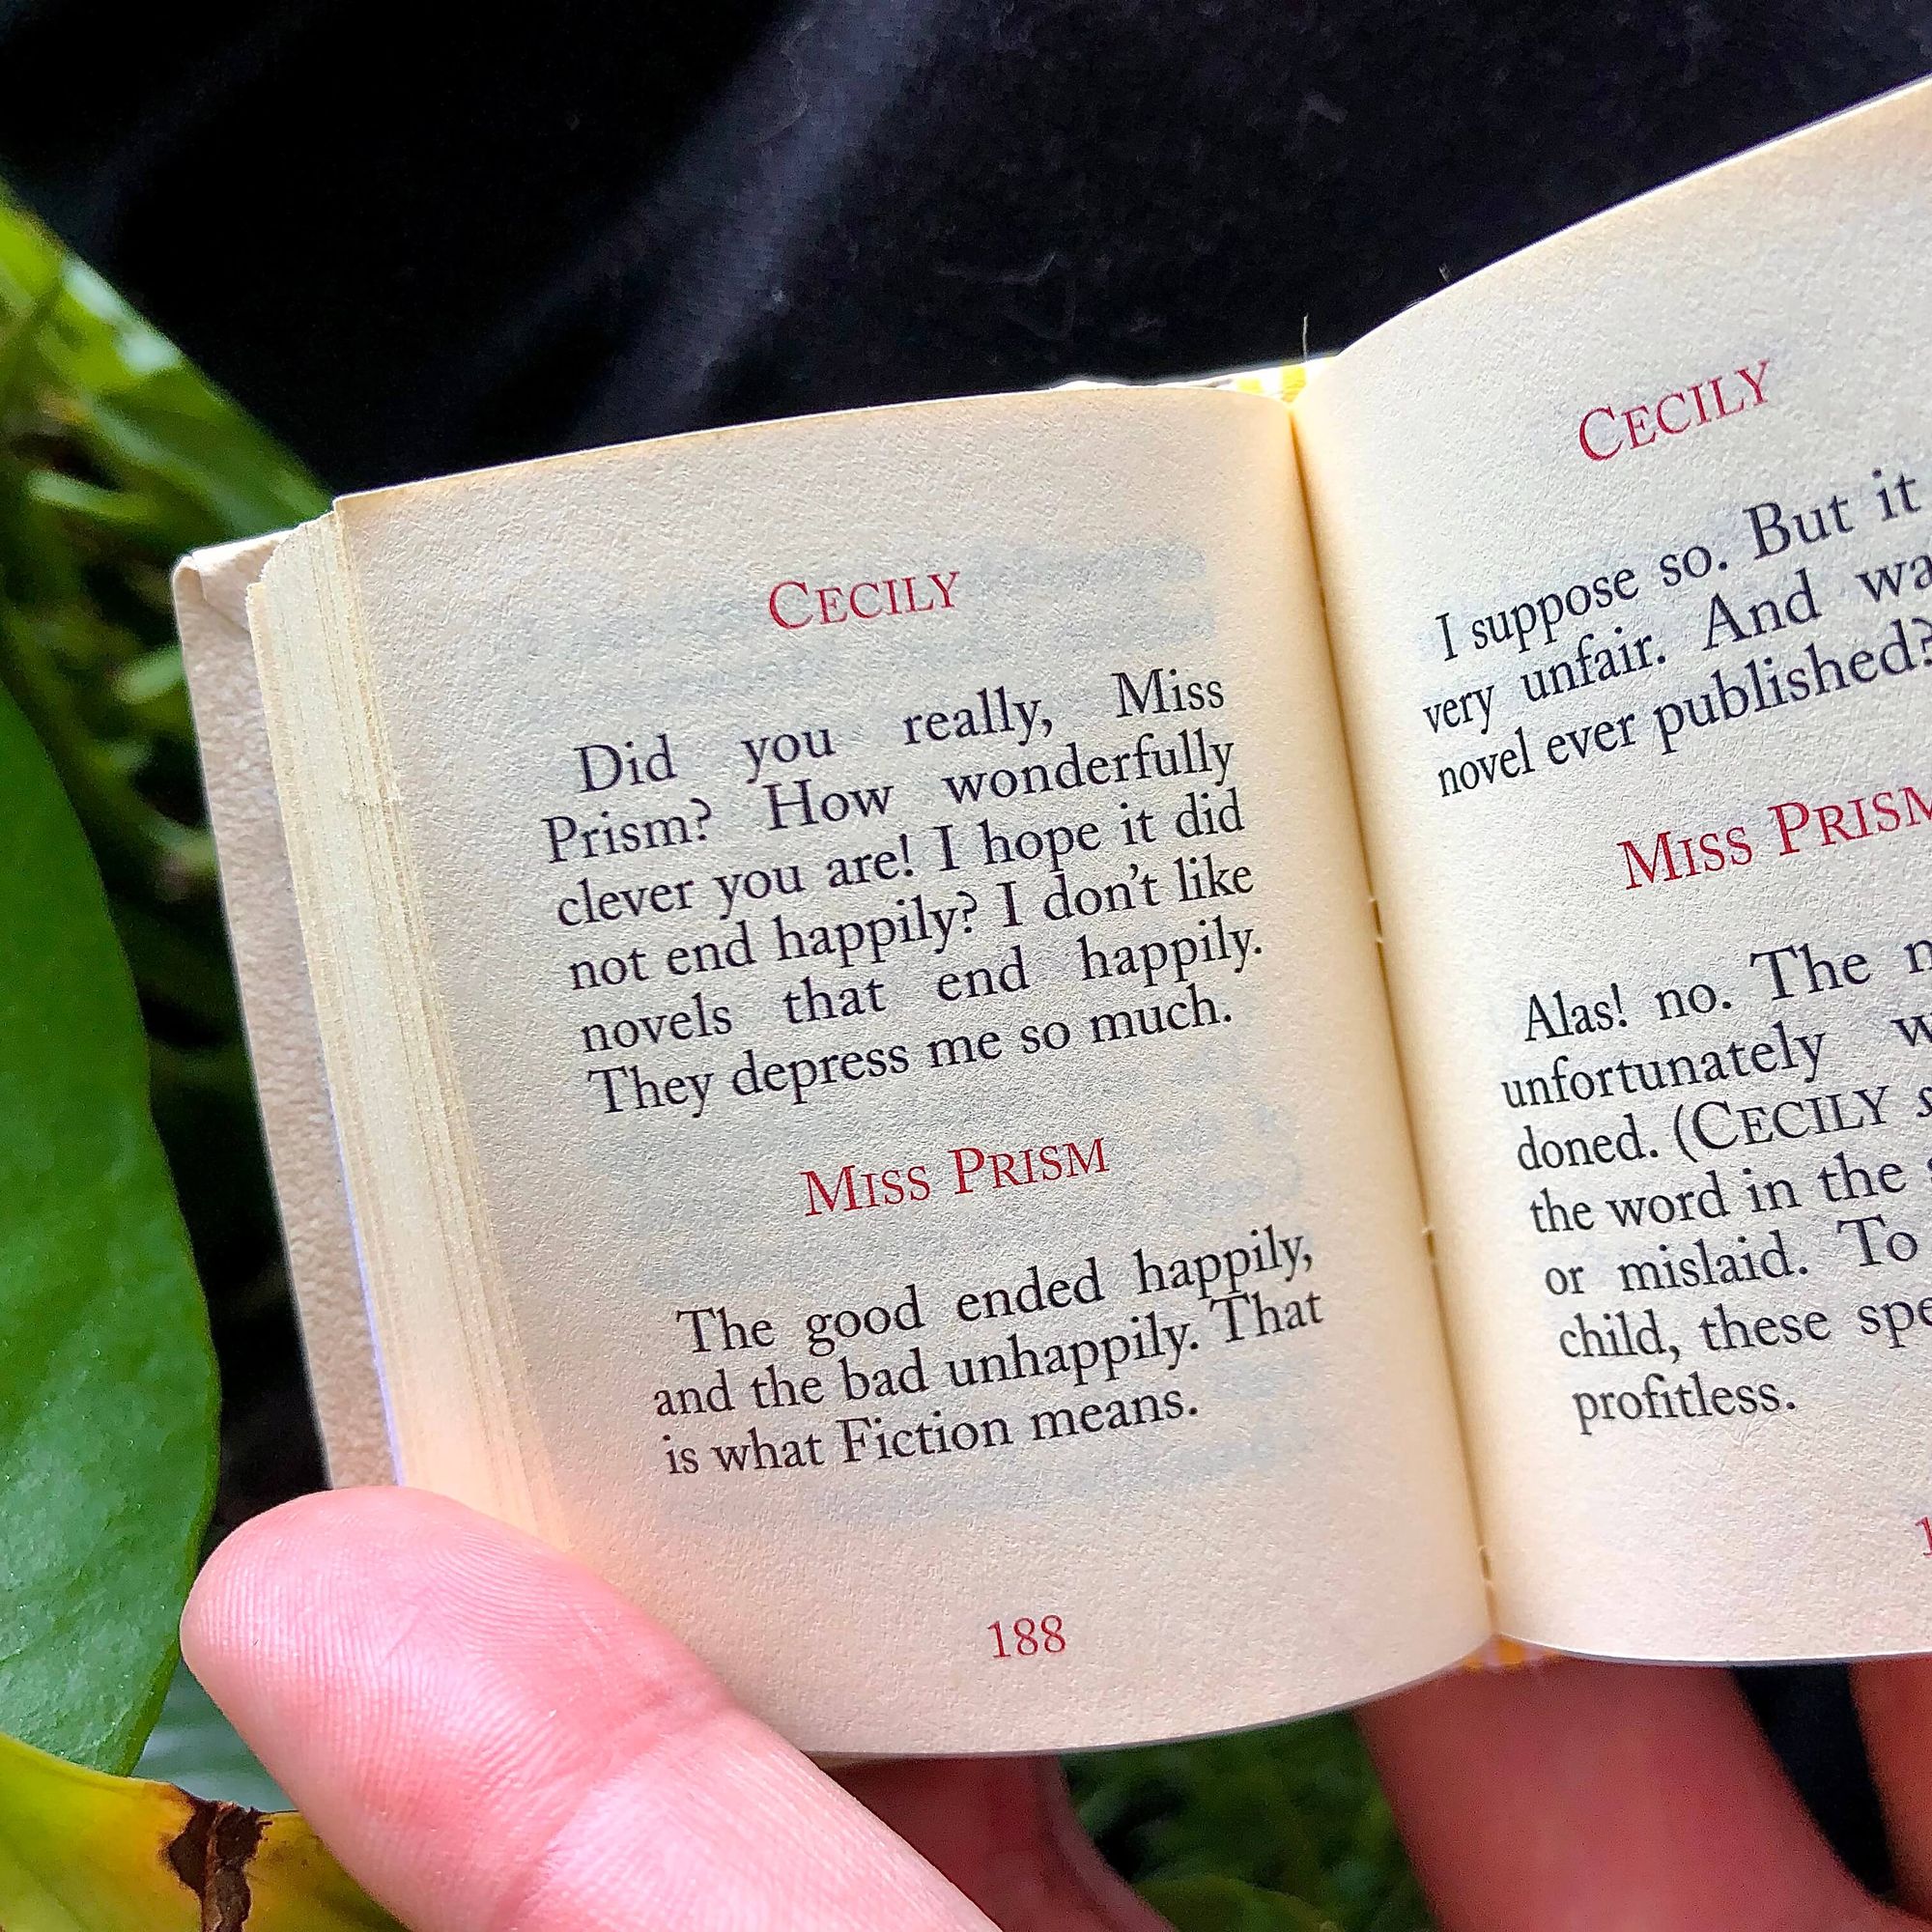 CECILY
Did you really, Miss
Prism? How wonderfully
clever you are! I hope it did
not end happily? I don't like
novels that end happily.
They depress me so much.
MISS PRISM
The good ended happily,
and the bad unhappily. That
is what Fiction means.
188
CECILY
I suppose so. But it
very unfair. And
novel ever published?
MISS PRISM
Alas! no. The
unfortunately
doned. (CECILY
the word in the
or mislaid. To
child, these
profitless.